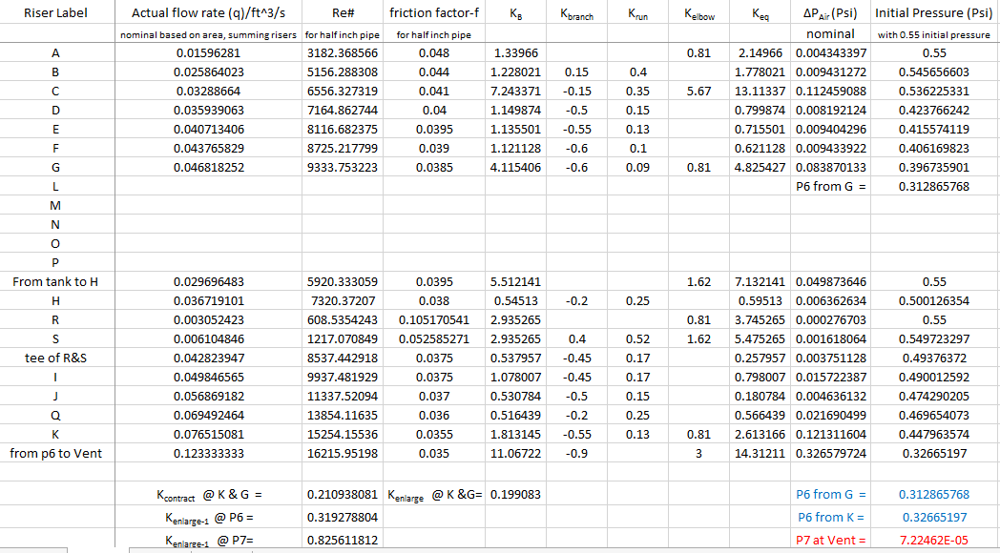 Riser Label Actual flow rate (q)/ft^3/s Re# friction factor-f KB Kbranch Krun Kelbow Keq ΔPAir (Psi) Initial Pressure (Psi)
nominal based on area, summing risers for half inch pipe for half inch pipe nominal with 0.55 initial pressure
A 0.01596281 3182.368566 0.048 1.33966 0.81 2.14966 0.004343397 0.55
B 0.025864023 5156.288308 0.044 1.228021 0.15 0.4 1.778021 0.009431272 0.545656603
C 0.03288664 6556.327319 0.041 7.243371 -0.15 0.35 5.67 13.11337 0.112459088 0.536225331
D 0.035939063 7164.862744 0.04 1.149874 -0.5 0.15 0.799874 0.008192124 0.423766242
E 0.040713406 8116.682375 0.0395 1.135501 -0.55 0.13 0.715501 0.009404296 0.415574119
F 0.043765829 8725.217799 0.039 1.121128 -0.6 0.1 0.621128 0.009433922 0.406169823
G 0.046818252 9333.753223 0.0385 4.115406 -0.6 0.09 0.81 4.825427 0.083870133 0.396735901
L P6 from G = 0.312865768
M
N
O
P
From tank to H 0.029696483 5920.333059 0.0395 5.512141 1.62 7.132141 0.049873646 0.55
H 0.036719101 7320.37207 0.038 0.54513 -0.2 0.25 0.59513 0.006362634 0.500126354
R 0.003052423 608.5354243 0.105170541 2.935265 0.81 3.745265 0.000276703 0.55
S 0.006104846 1217.070849 0.052585271 2.935265 0.4 0.52 1.62 5.475265 0.001618064 0.549723297
tee of R&S 0.042823947 8537.442918 0.0375 0.537957 -0.45 0.17 0.257957 0.003751128 0.49376372
I 0.049846565 9937.481929 0.0375 1.078007 -0.45 0.17 0.798007 0.015722387 0.490012592
J 0.056869182 11337.52094 0.037 0.530784 -0.5 0.15 0.180784 0.004636132 0.474290205
Q 0.069492464 13854.11635 0.036 0.516439 -0.2 0.25 0.566439 0.021690499 0.469654073
K 0.076515081 15254.15536 0.0355 1.813145 -0.55 0.13 0.81 2.613166 0.121311604 0.447963574
from p6 to Vent 0.123333333 16215.95198 0.035 11.06722 -0.9 3 14.31211 0.326579724 0.32665197
Kcontract @ K & G = 0.210938081 Kenlarge @ K &G= 0.199083 P6 from G = 0.312865768
Kenlarge-1 @ P6 = 0.319278804 P6 from K = 0.32665197
Kenlarge-1 @ P7= 0.825611812 P7 at Vent = 7.22462E-05